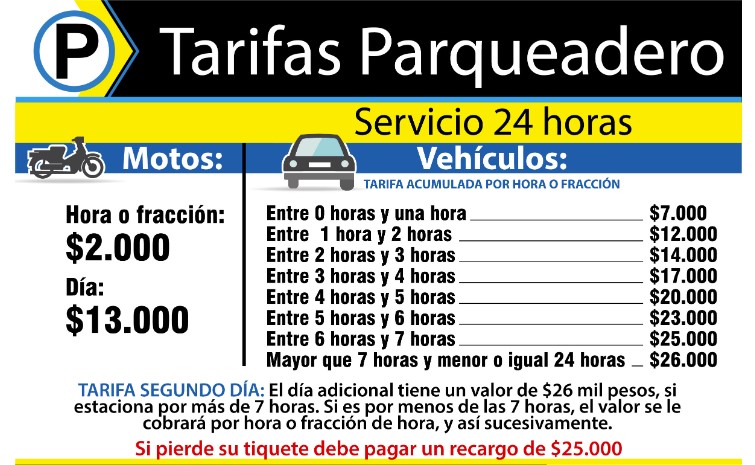 P
Tarifas Parqueadero
Servicio 24 horas
Motos:
Hora o fracción:
$2.000
Día:
$13.000
Vehículos:
TARIFA ACUMULADA POR HORA O FRACCIÓN
Entre 0 horas y una hora $7.000
Entre 1 hora y 2 horas $12.000
Entre 2 horas y 3 horas $14.000
Entre 3 horas y 4 horas $17.000
Entre 4 horas y 5 horas $20.000
Entre 5 horas y 6 horas $23.000
Entre 6 horas y 7 horas $25.000
Mayor que 7 horas y menor o igual 24 horas $26.000
TARIFA SEGUNDO DÍA: El día adicional tiene un valor de $26 mil pesos, si
estaciona por más de 7 horas. Si es por menos de las 7 horas, el valor se le
cobrará por hora o fracción de hora, y así sucesivamente.
Si pierde su tiquete debe pagar un recargo de $25.000